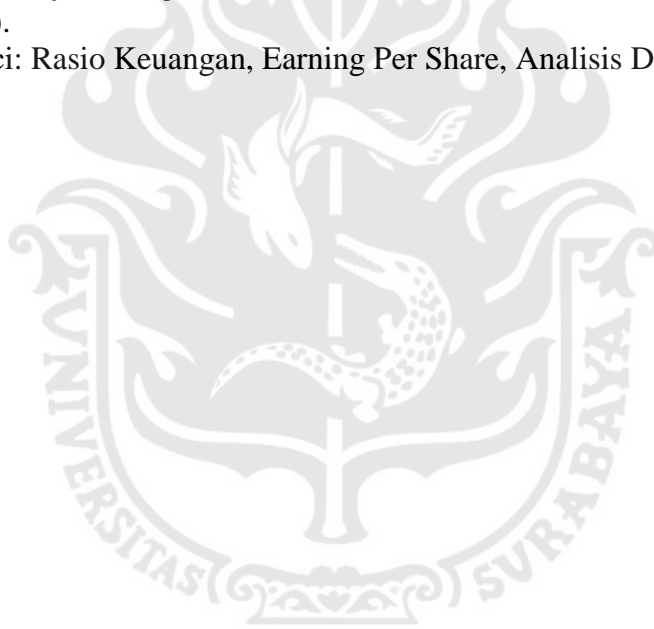 ).
ci: Rasio Keuangan, Earning Per Share, Analisis D
UNIVERSITAS SURABAYA